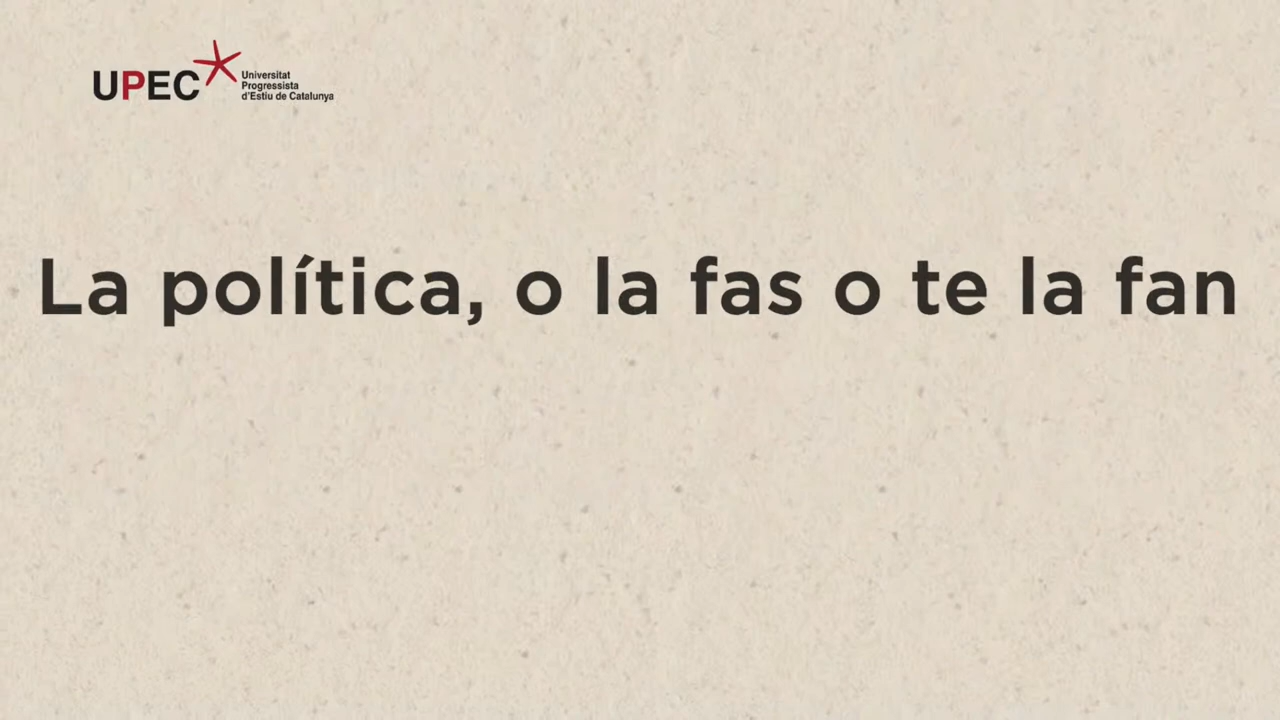 UPEC
Universitat
Progressista
d'Estiu de Catalunya
La política, o la fas o te la fan